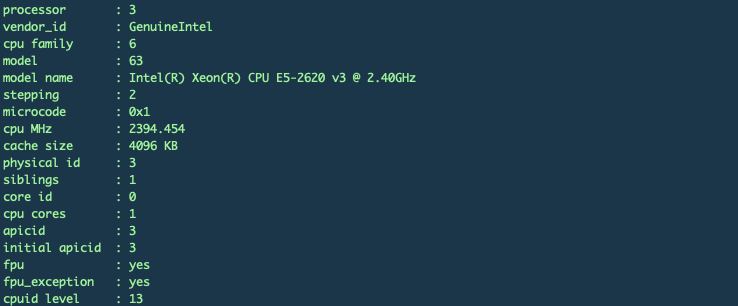 processor : 3
vendor_id : GenuineIntel
cpu family : 6
model : 63
model name : Intel(R) Xeon(R) CPU E5-2620 v3 @ 2.40GHz
stepping : 2
microcode : 0x1
cpu MHz : 2394.454
cache size : 4096 KB
physical id : 3
siblings : 1
core id : 0
cpu cores : 1
apicid : 3
initial apicid : 3
fpu : yes
fpu_exception : yes
cpuid level : 13